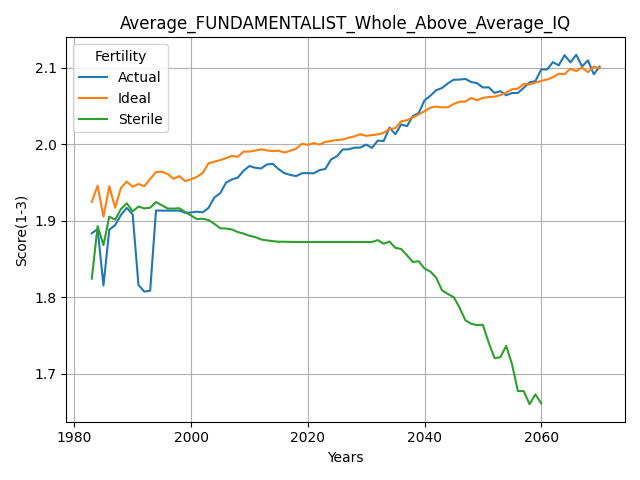 Average_FUNDAMENTALIST_Whole_Above_Average_IQ
Fertility
Actual
Ideal
Sterile
Score(1-3)
2.1
2.0
1.9
1.8
1.7
1980
2000
2020
2040
2060
Years